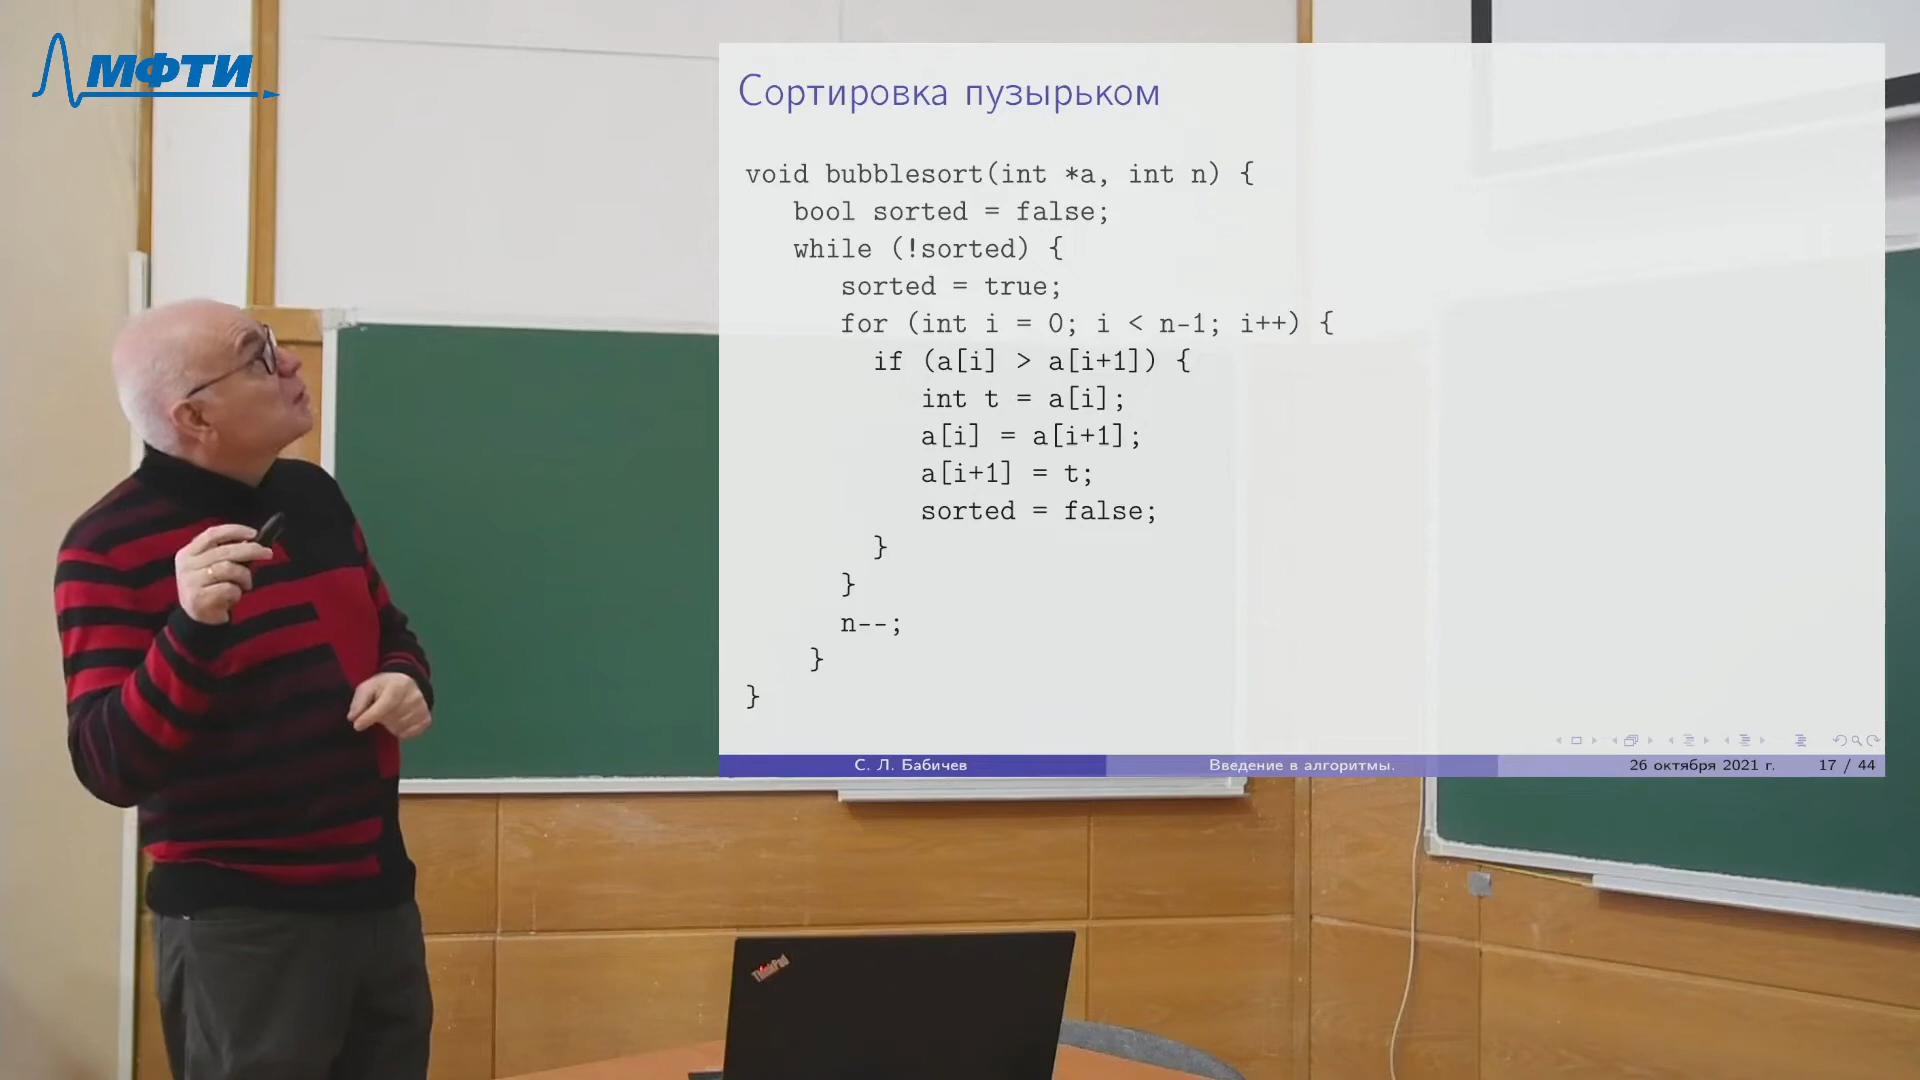 МФТИ
Сортировка пузырьком
void bubblesort(int *a, int n) {
bool sorted = false;
while (!sorted) {
sorted = true;
for (int i = 0; i < n-1; i++) {
if (a[i] > a[i+1]) {
int t = a[i];
a[i] = a[i+1];
a[i+1] = t;
sorted = false;
}
}
n--;
}
}
С. Л. Бабичев Введение в алгоритмы. 26 октября 2021 г. 17 / 44
ThinkPad